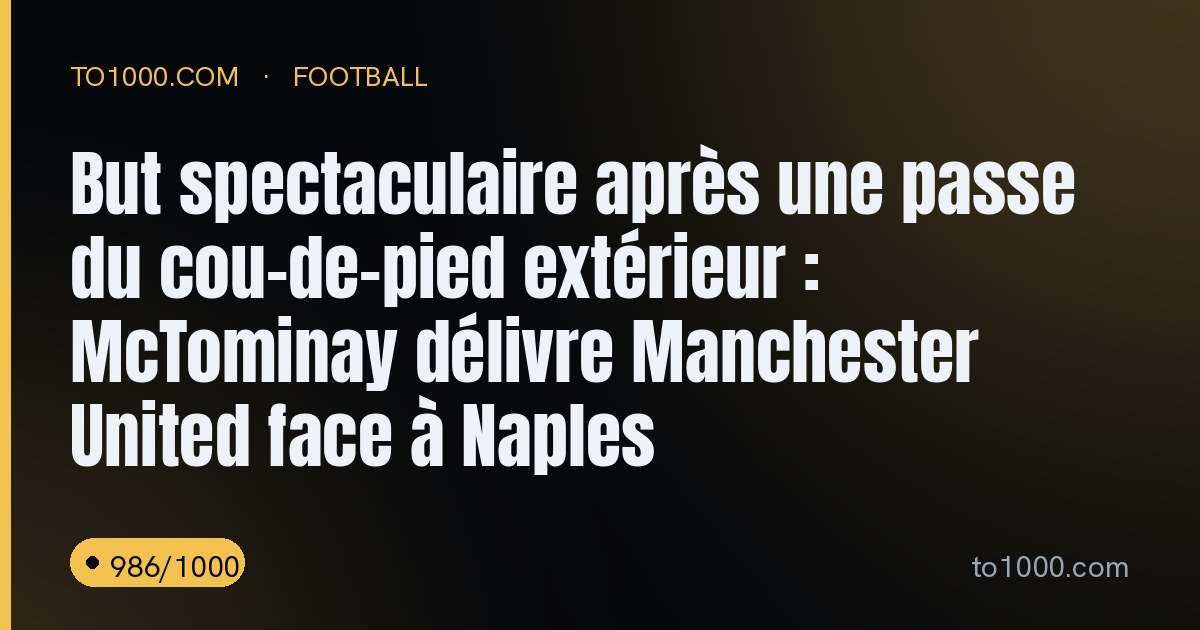 TO1000.COM · FOOTBALL
But spectaculaire après une passe
du cou-de-pied extérieur :
McTominay délivre Manchester
United face à Naples
986/1000
to1000.com